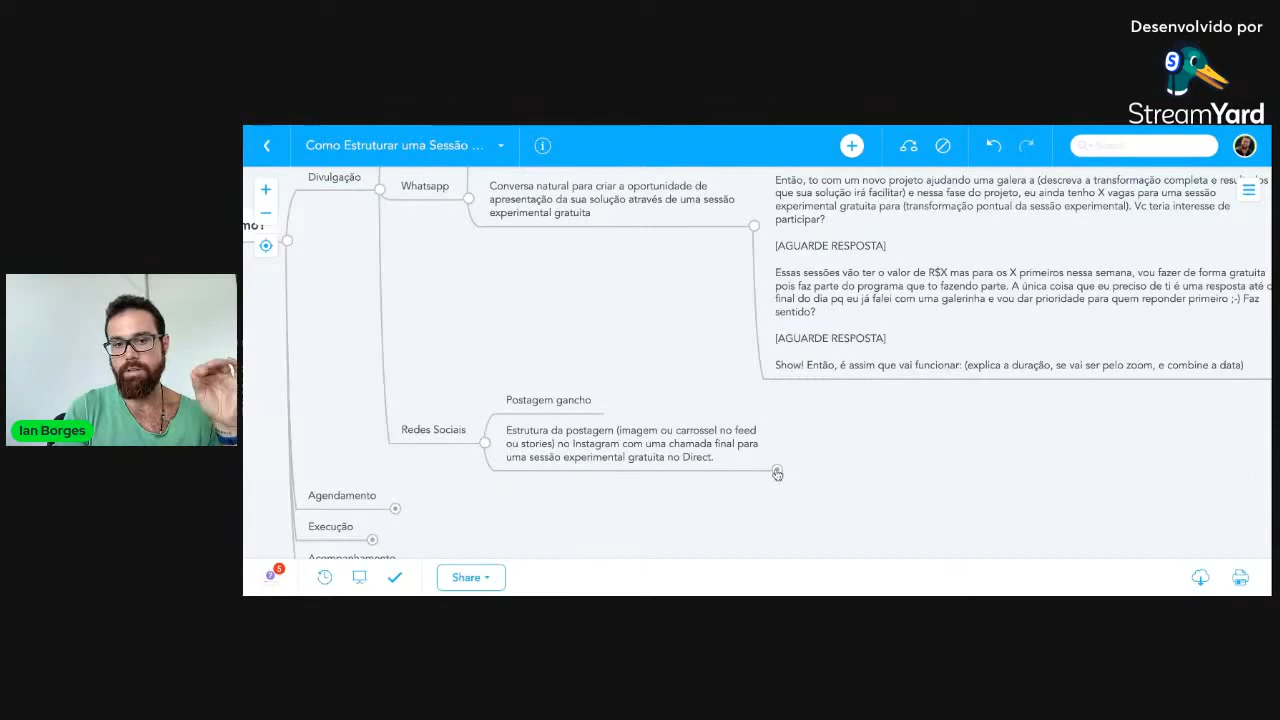 Desenvolvido por
S
StreamYard
Como Estruturar uma Sessão ...
Divulgação
Whatsapp
Conversa natural para criar a oportunidade de
apresentação da sua solução através de uma sessão
experimental gratuita
Então, to com um novo projeto ajudando uma galera a (descreva a transformação completa e
que sua solução irá facilitar) e nessa fase do projeto, eu ainda tenho X vagas para uma sessão
experimental gratuita para (transformação pontual da sessão experimental). Vc teria interesse de
participar?
[AGUARDE RESPOSTA]
Essas sessões vão ter o valor de R$X mas para os X primeiros nessa semana, vou fazer de forma gratuita
pois faz parte do programa que to fazendo parte. A única coisa que eu preciso de ti é uma resposta até
final do dia pq eu já falei com uma galerinha e vou dar prioridade para quem reponder primeiro ;-) Faz
sentido?
[AGUARDE RESPOSTA]
Show! Então, é assim que vai funcionar: (explica a duração, se vai ser pelo zoom, e combine a data)
Postagem gancho
Redes Sociais
Estrutura da postagem (imagem ou carrossel no feed
ou stories) no Instagram com uma chamada final para
uma sessão experimental gratuita no Direct.
Ian Borges
Agendamento
Execução
Acompanhamento
5
Share